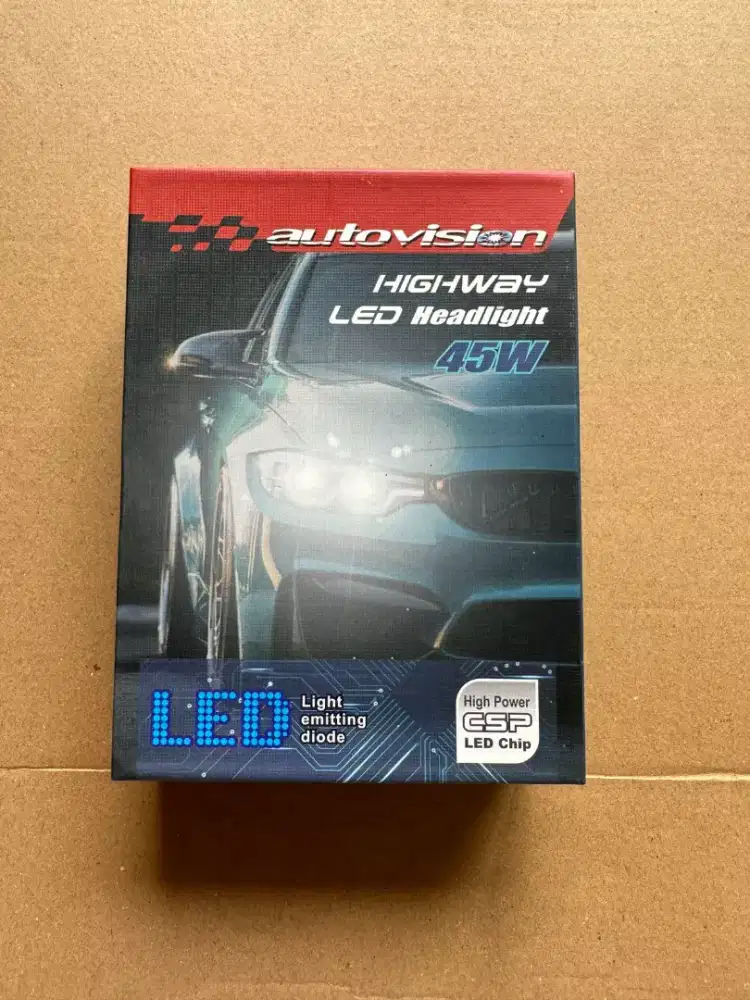 autovision
HIGHWAY
LED Headlight
45W
LED
Light
emitting
diode
High Power
CSP
LED Chip